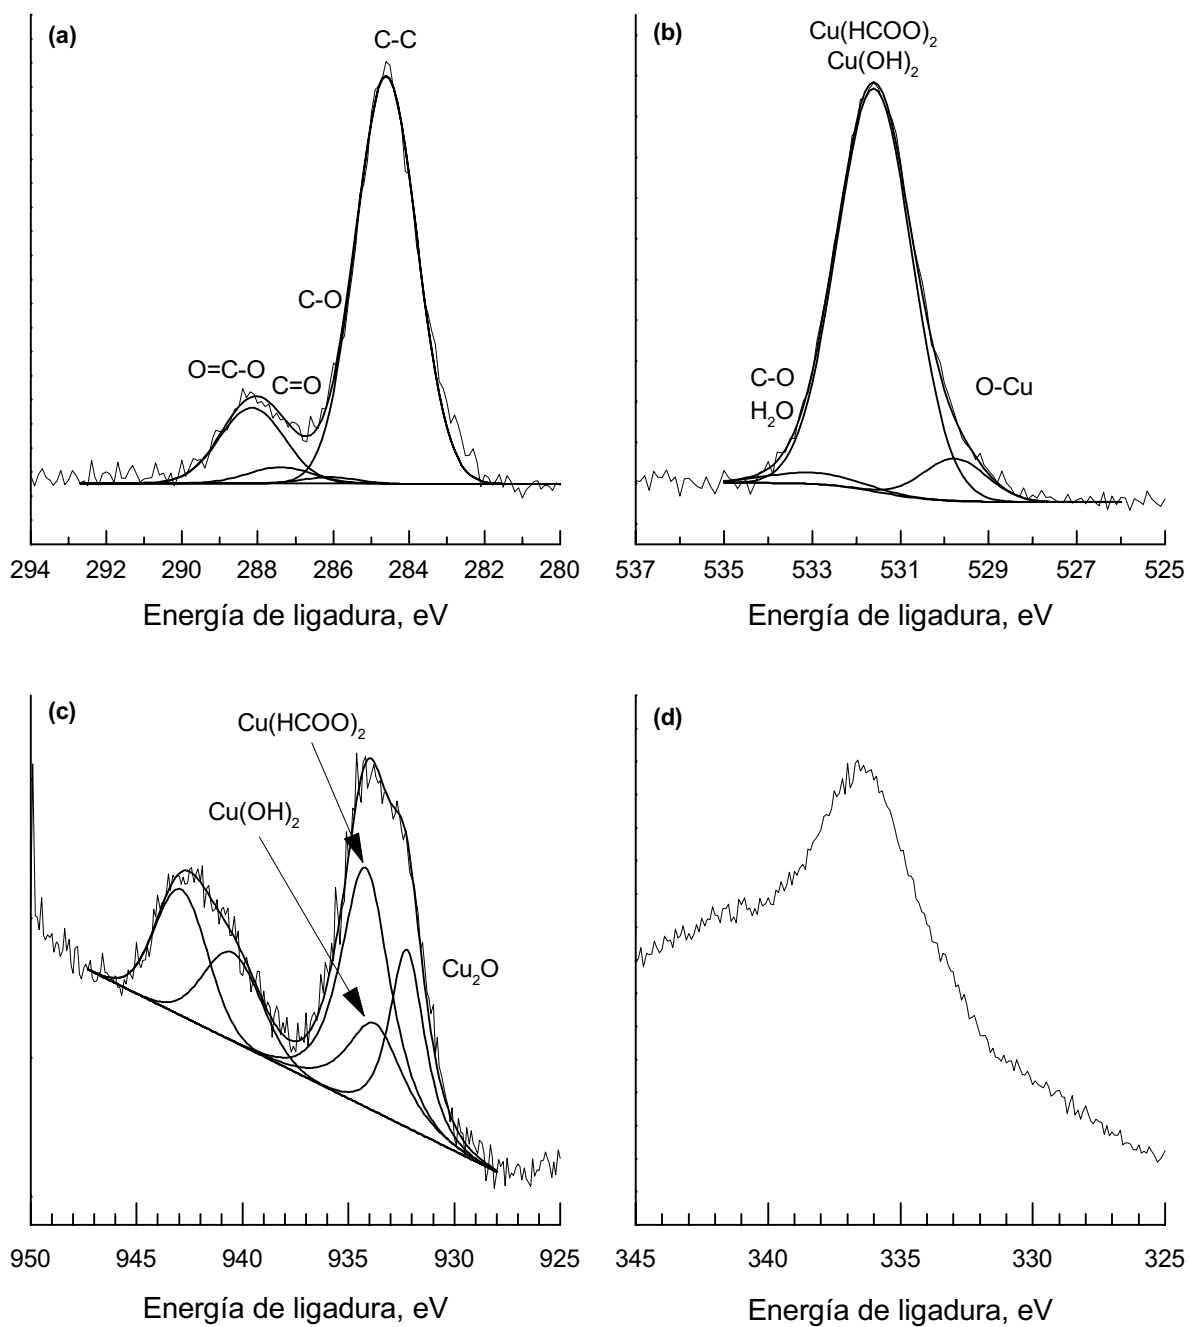 (a)
C-C
C-O
O=C-O
C=O
294 292 290 288 286 284 282 280
Energía de ligadura, eV
(b)
Cu(HCOO)₂
Cu(OH)₂
C-O
H₂O
O-Cu
537 535 533 531 529 527 525
Energía de ligadura, eV
(c)
Cu(HCOO)₂
Cu(OH)₂
Cu₂O
950 945 940 935 930 925
Energía de ligadura, eV
(d)
345 340 335 330 325
Energía de ligadura, eV